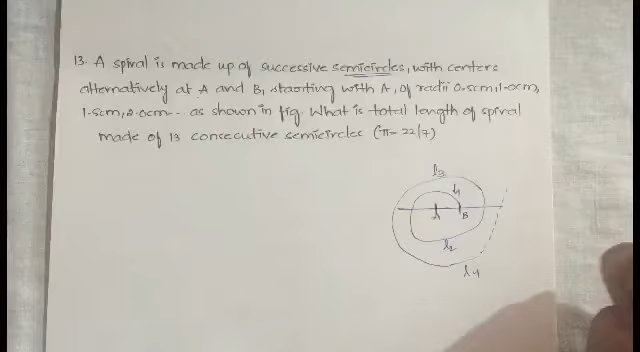 13. A spiral is made up of successive semicircles, with centers
alternatively at A and B, starting with A, of radii 0.5cm, 1.0cm,
1.5cm, 2.0cm-- as shown in fig. What is total length of spiral
made of 13 consecutive semicircles (π- 22/7)
l3
l1
A B
l2
l4